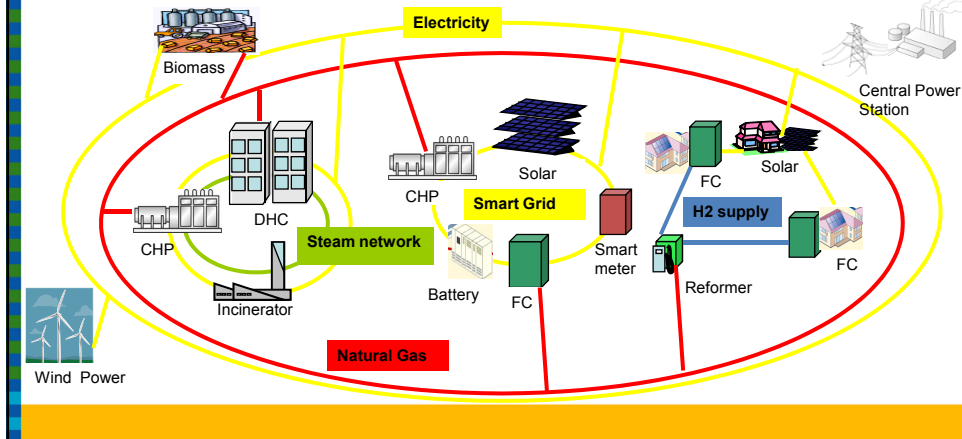 Electricity
Biomass
Central Power
Station
Solar
CHP
FC
Solar
DHC
Smart Grid
H2 supply
CHP
Steam network
Smart
meter
FC
Battery
FC
Reformer
Incinerator
Natural Gas
Wind Power